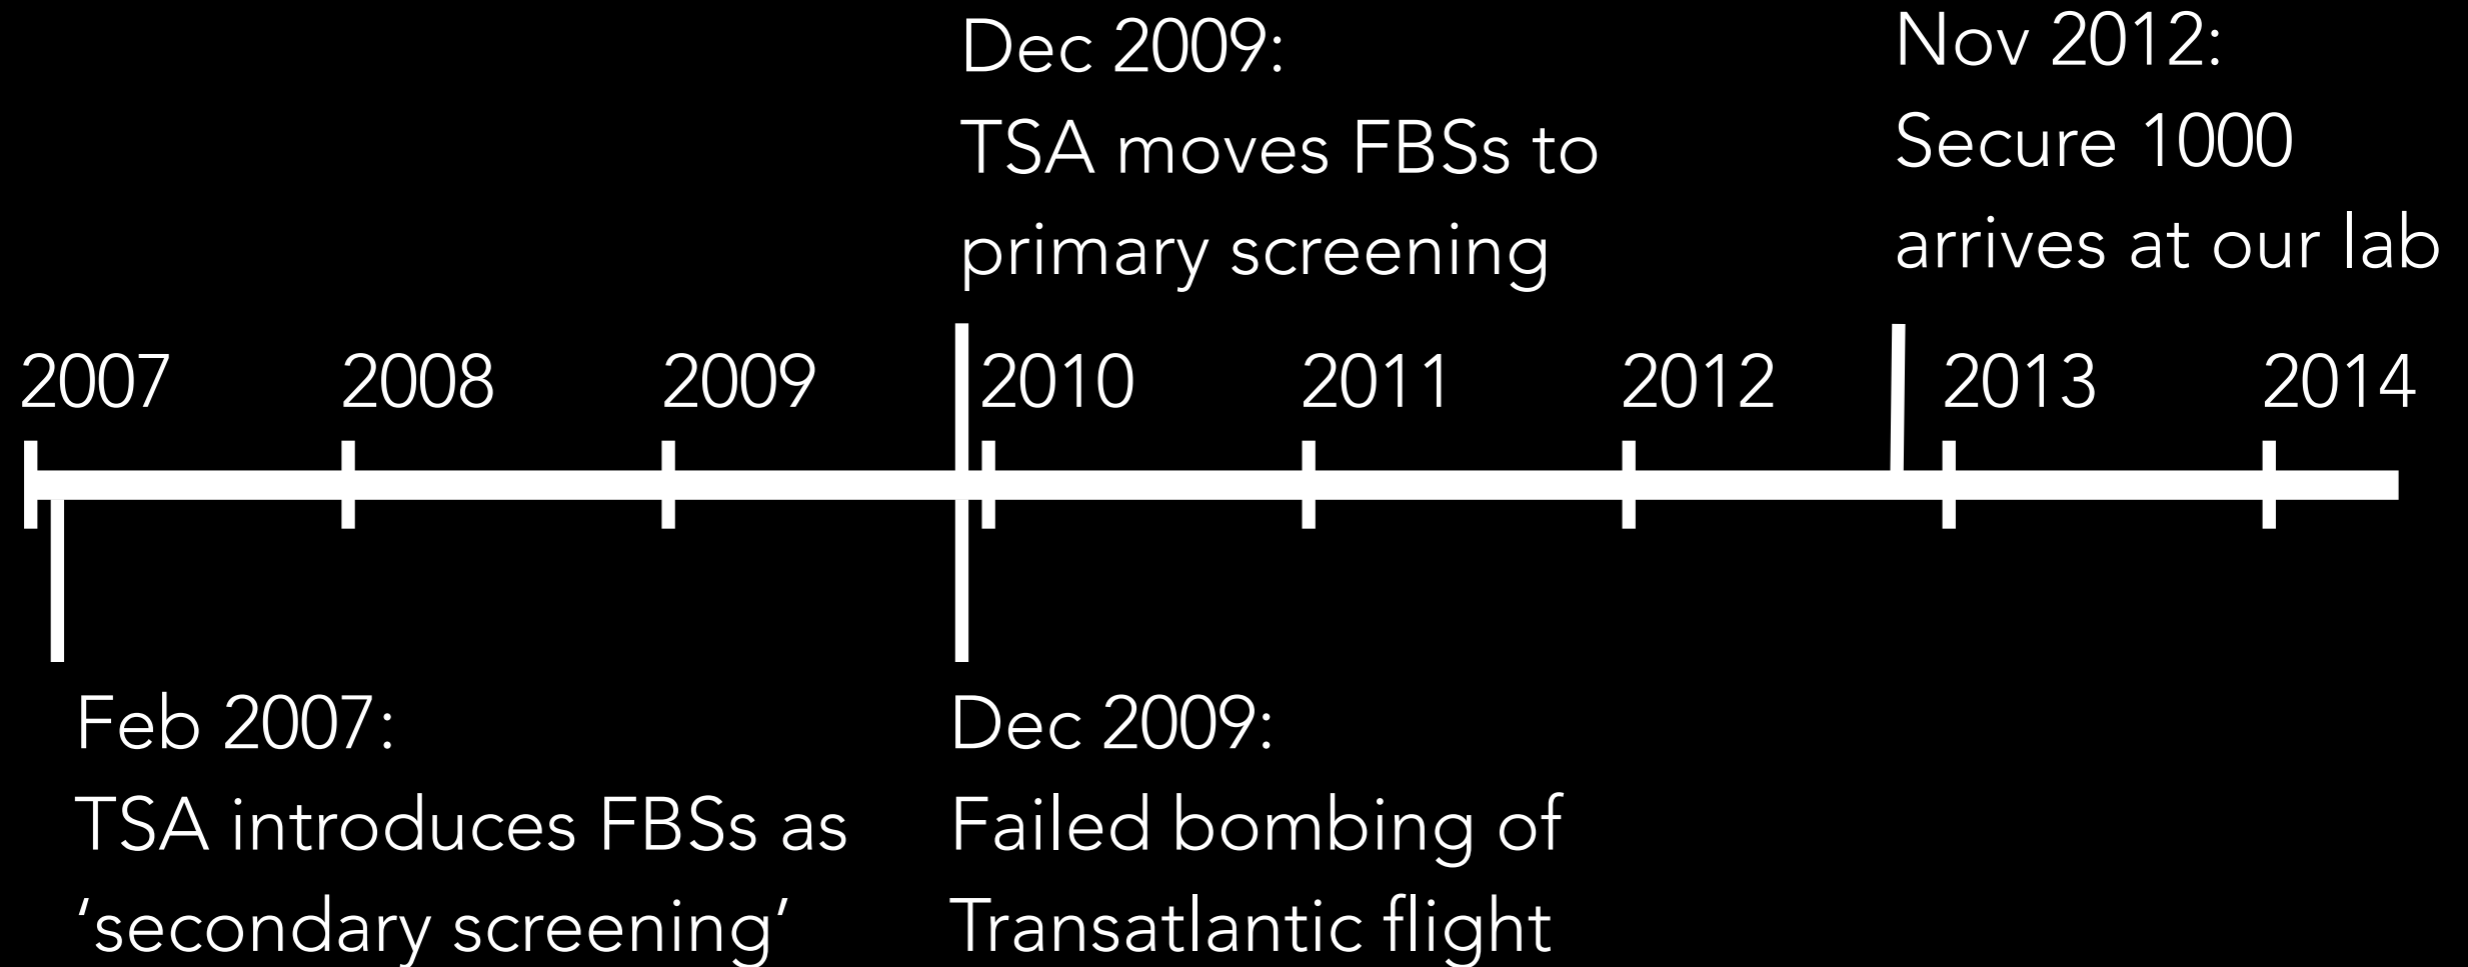 Dec 2009:
TSA moves FBSs to
primary screening
Nov 2012:
Secure 1000
arrives at our lab
2007
2008
2009
2010
2011
2012
2013
2014
Feb 2007:
TSA introduces FBSs as
‘secondary screening’
Dec 2009:
Failed bombing of
Transatlantic flight